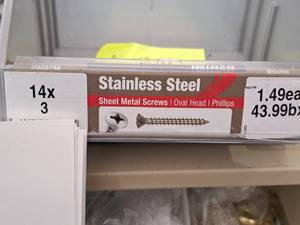 Stainless Steel
Sheet Metal Screws | Oval Head | Phillips
14x
3
1.49ea
43.99bx